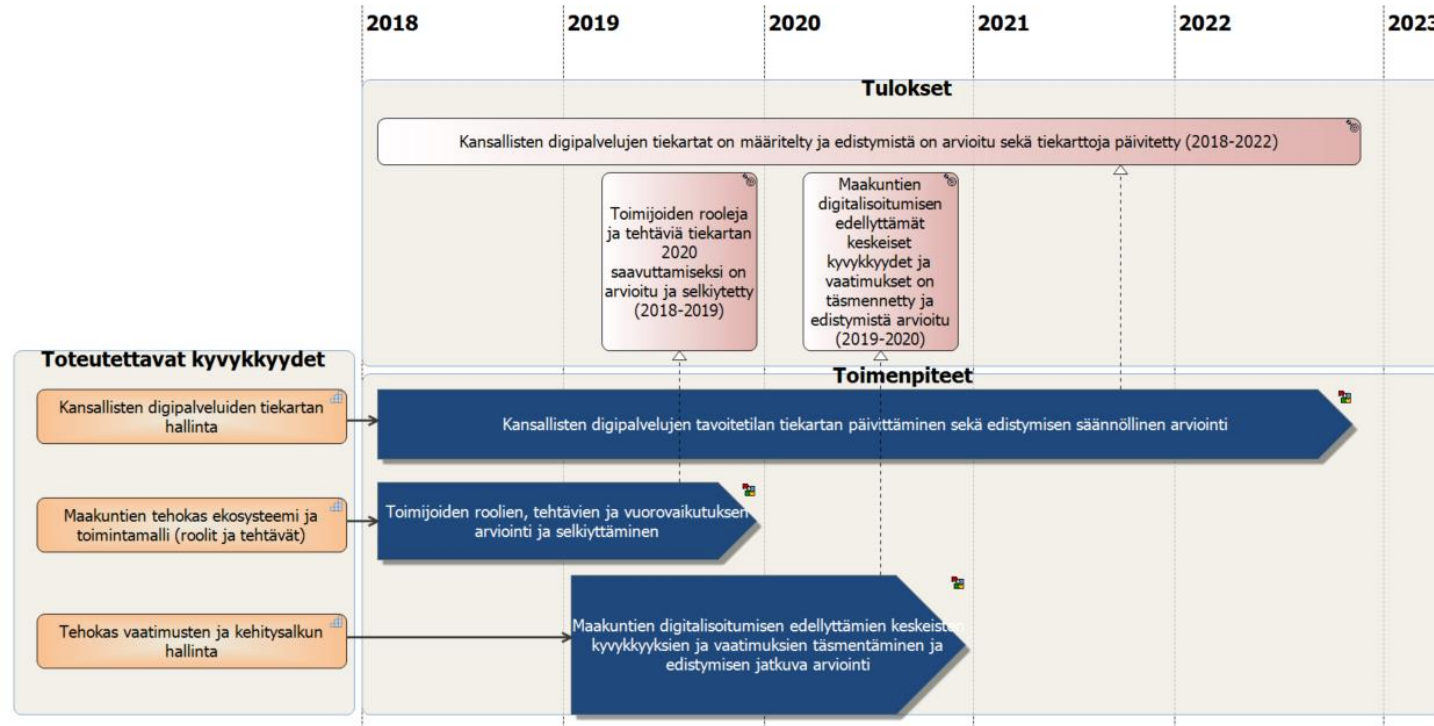 2018
2019
2020
2021
2022
2023
Tulokset
Kansallisten digipalvelujen tiekartat on määritelty ja edistymistä on arvioitu sekä tiekarttoja päivitetty (2018-2022)
Toimijoiden rooleja
ja tehtäviä tiekartan
2020
saavuttamiseksi on
arvioitu ja selkiytetty
(2018-2019)
Maakuntien
digitalisoitumisen
edellyttämät
keskeiset
kyvykkyydet ja
vaatimukset on
täsmennetty ja
edistymistä arvioitu
(2019-2020)
Toteutettavat kyvykkyydet
Kansallisten digipalveluiden tiekartan
hallinta
Maakuntien tehokas ekosysteemi ja
toimintamalli (roolit ja tehtävät)
Tehokas vaatimusten ja kehitysalkun
hallinta
Toimenpiteet
Kansallisten digipalvelujen tavoitetilan tiekartan päivittäminen sekä edistymisen säännöllinen arviointi
Toimijoiden roolien, tehtävien ja vuorovaikutuksen
arviointi ja selkiyttäminen
Maakuntien digitalisoitumisen edellyttämien keskeisten
kyvykkyyksien ja vaatimuksien täsmentäminen ja
edistymisen jatkuva arviointi